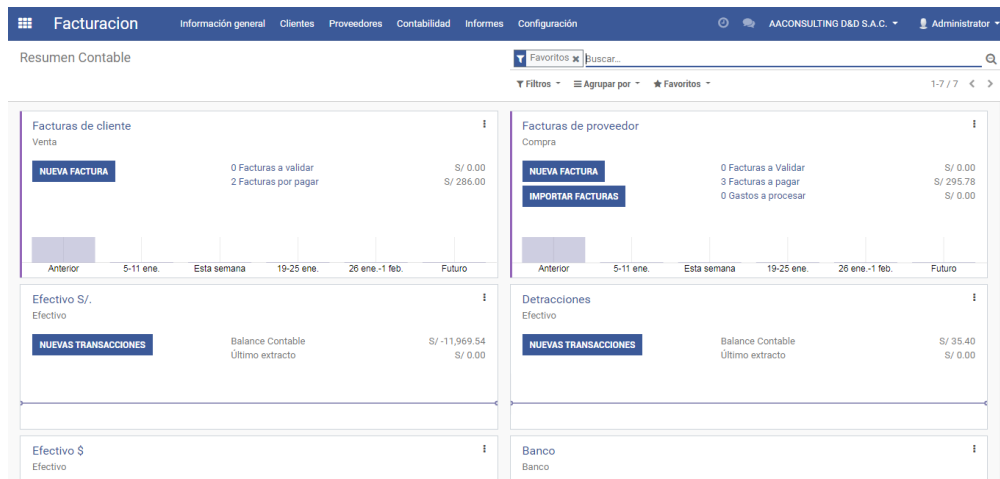 Facturacion Información general Clientes Proveedores Contabilidad Informes Configuración AACONSULTING D&D S.A.C. Administrator
Resumen Contable
Favoritos Buscar...
Filtros Agrupar por Favoritos 1-7 / 7
Facturas de cliente
Venta
NUEVA FACTURA
0 Facturas a validar S/ 0.00
2 Facturas por pagar S/ 286.00
Anterior 5-11 ene. Esta semana 19-25 ene. 26 ene.-1 feb. Futuro
Facturas de proveedor
Compra
NUEVA FACTURA
IMPORTAR FACTURAS
0 Facturas a Validar S/ 0.00
3 Facturas a pagar S/ 295.78
0 Gastos a procesar S/ 0.00
Anterior 5-11 ene. Esta semana 19-25 ene. 26 ene.-1 feb. Futuro
Efectivo S/.
Efectivo
NUEVAS TRANSACCIONES
Balance Contable S/ -11,969.54
Último extracto S/ 0.00
Detracciones
Efectivo
NUEVAS TRANSACCIONES
Balance Contable S/ 35.40
Último extracto S/ 0.00
Efectivo $
Efectivo
Banco
Banco